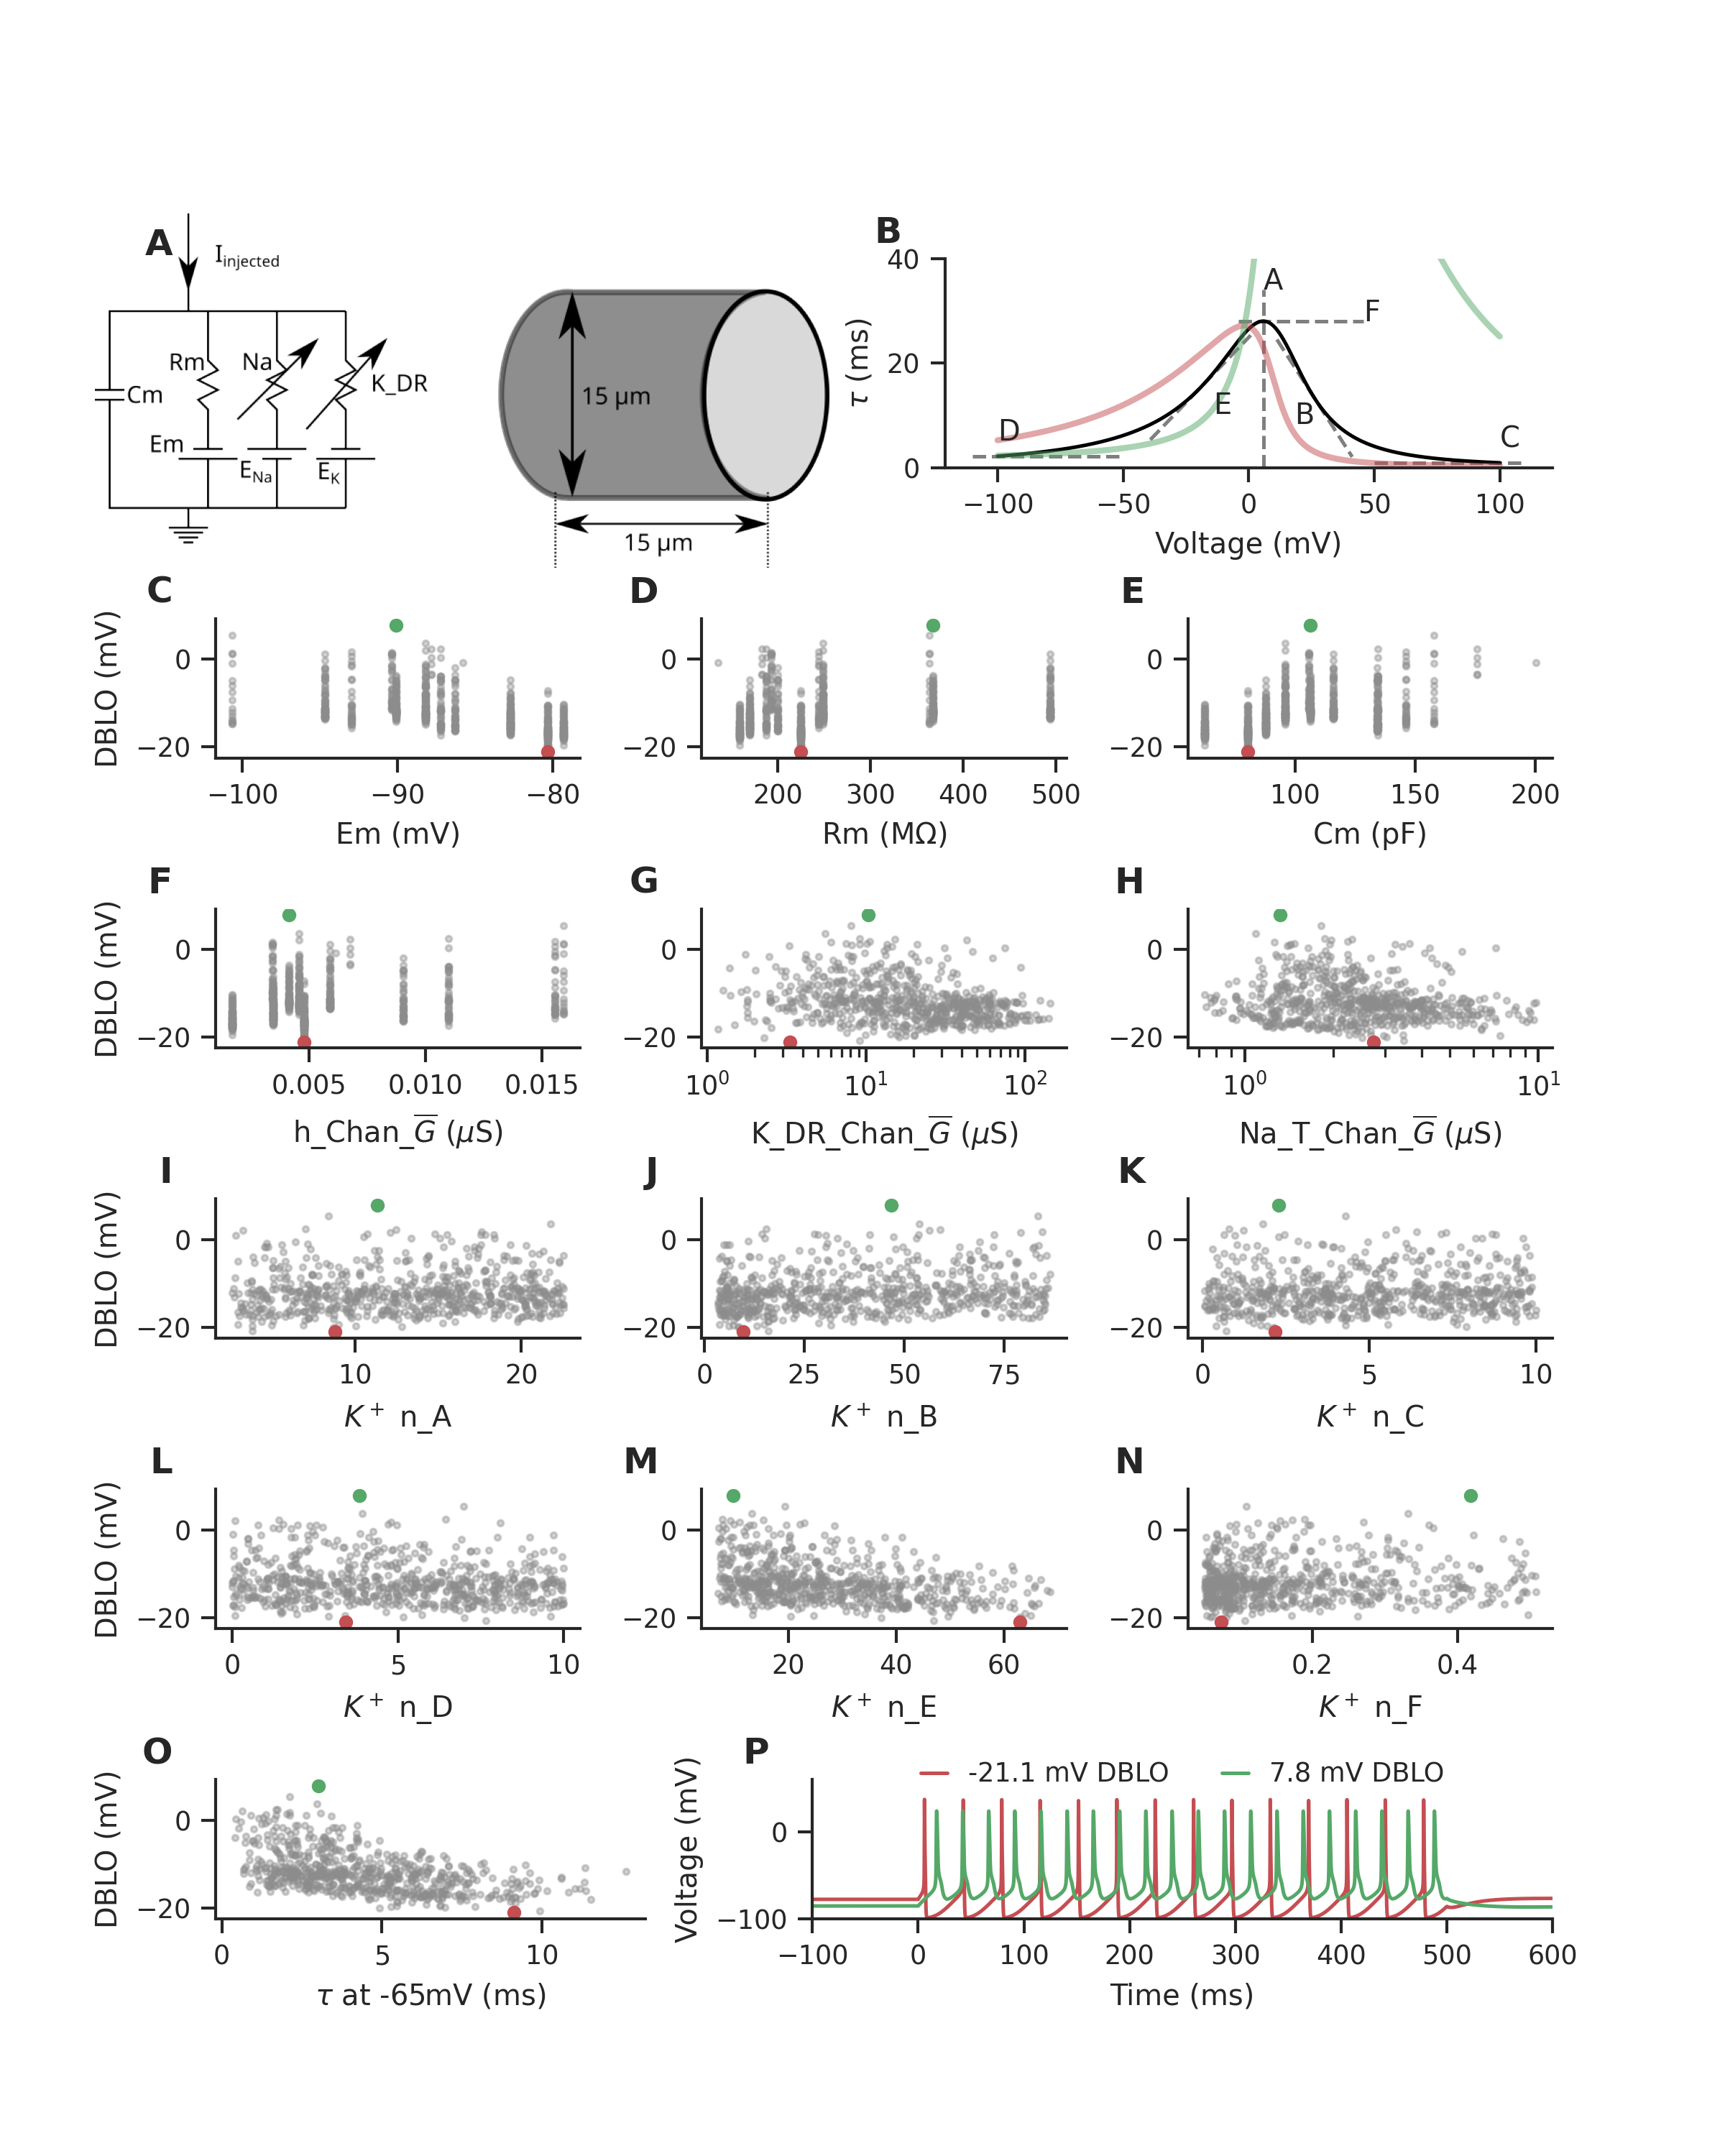 A
I_injected
Rm
Na
K_DR
Cm
Em
E_Na
E_K
15 μm
15 μm
B
40
20
0
τ (ms)
A
F
E
B
D
C
−100 −50 0 50 100
Voltage (mV)
C
DBLO (mV)
0
−20
−100 −90 −80
Em (mV)
D
0
−20
200 300 400 500
Rm (MΩ)
E
0
−20
100 150 200
Cm (pF)
F
DBLO (mV)
0
−20
0.005 0.010 0.015
h_Chan_G̅ (μS)
G
0
−20
10⁰ 10¹ 10²
K_DR_Chan_G̅ (μS)
H
0
−20
10⁰ 10¹
Na_T_Chan_G̅ (μS)
I
DBLO (mV)
0
−20
10 20
K⁺ n_A
J
0
−20
0 25 50 75
K⁺ n_B
K
0
−20
0 5 10
K⁺ n_C
L
DBLO (mV)
0
−20
0 5 10
K⁺ n_D
M
0
−20
20 40 60
K⁺ n_E
N
0
−20
0.2 0.4
K⁺ n_F
O
DBLO (mV)
0
−20
0 5 10
τ at -65mV (ms)
P
-21.1 mV DBLO 7.8 mV DBLO
Voltage (mV)
0
−100
−100 0 100 200 300 400 500 600
Time (ms)